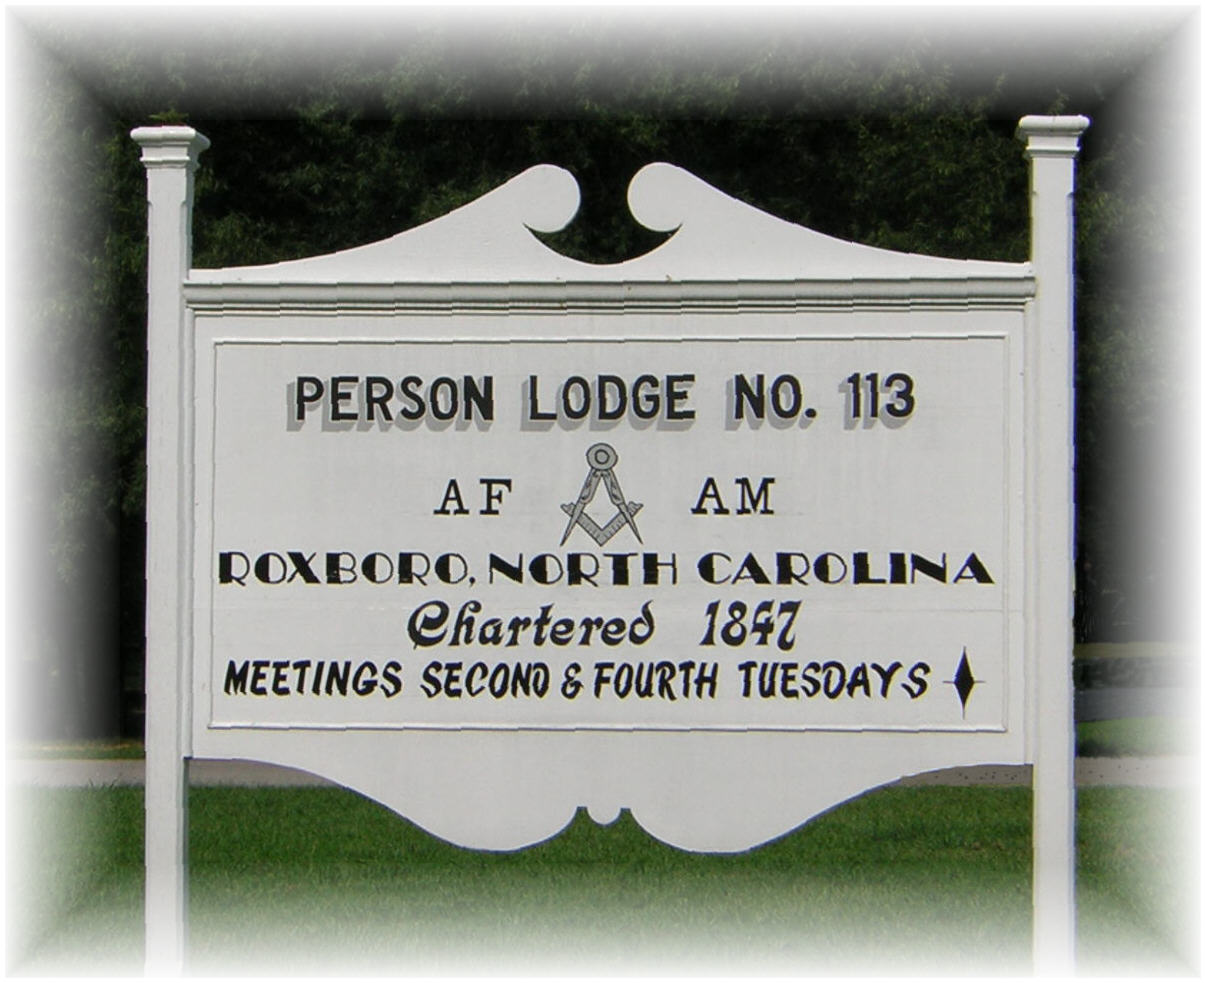 PERSON LODGE NO. 113
AF AM
ROXBORO, NORTH CAROLINA
Chartered 1847
MEETINGS SECOND & FOURTH TUESDAYS